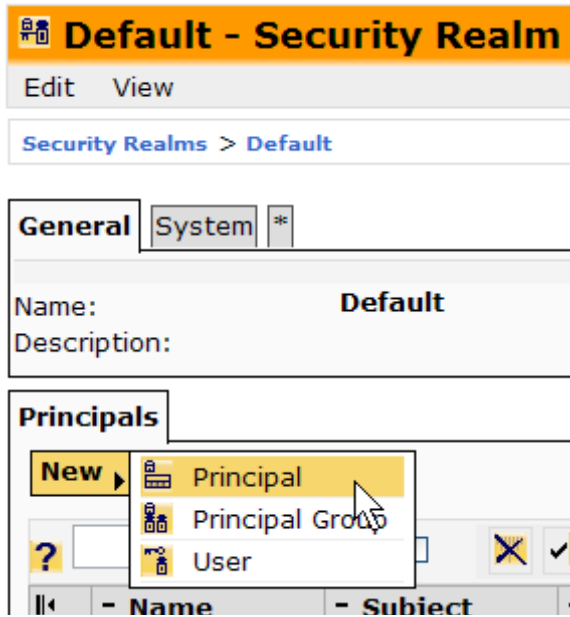 Default - Security Realm
Edit View
Security Realms > Default
General System *
Name: Default
Description:
Principals
New Principal
Principal Group
? User
- Name - Subject